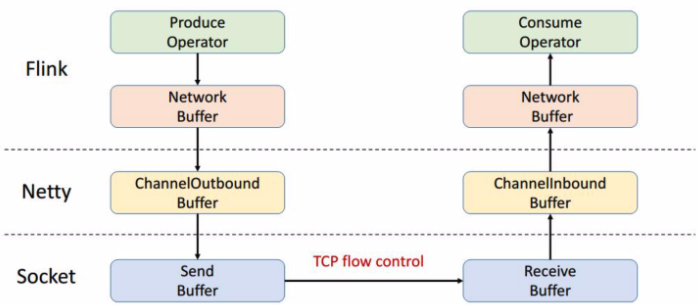 Flink
Produce
Operator
Consume
Operator
Network
Buffer
Network
Buffer
Netty
ChannelOutbound
Buffer
ChannelInbound
Buffer
Socket
Send
Buffer
TCP flow control
Receive
Buffer